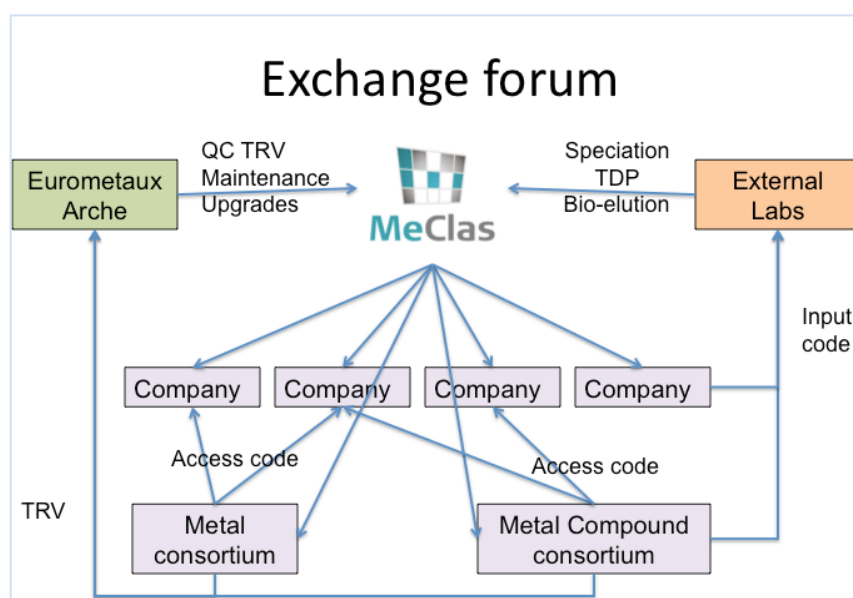 Exchange forum
QC TRV
Maintenance
Upgrades
Eurometaux
Arche
MeClas
Speciation
TDP
Bio-elution
External
Labs
Input
code
Company
Company
Company
Company
Access code
Access code
TRV
Metal
consortium
Metal Compound
consortium